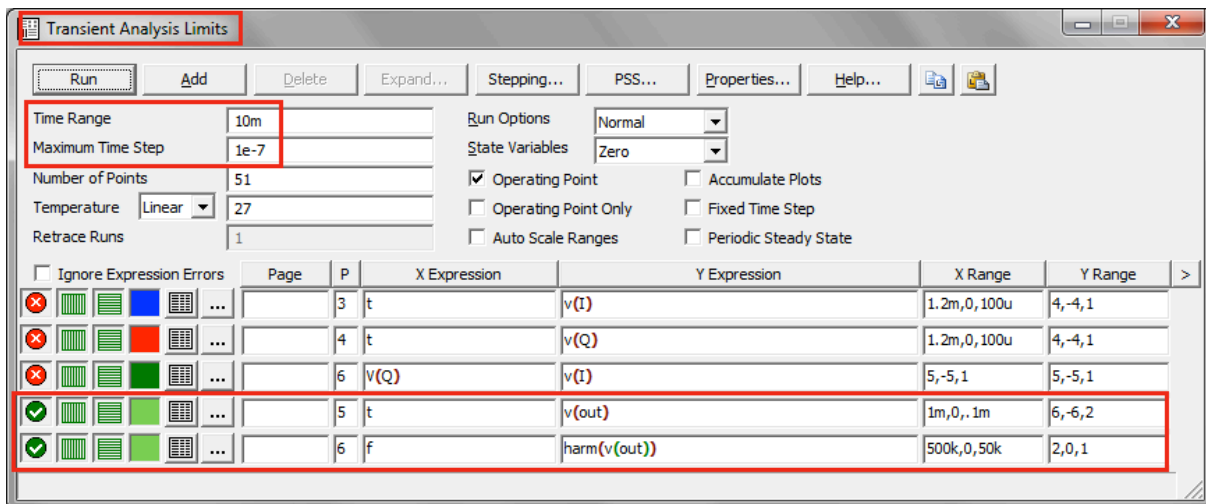 Transient Analysis Limits
Run Add Delete Expand... Stepping... PSS... Properties... Help...
Time Range 10m Run Options Normal
Maximum Time Step 1e-7 State Variables Zero
Number of Points 51 Operating Point Accumulate Plots
Temperature Linear 27 Operating Point Only Fixed Time Step
Retrace Runs 1 Auto Scale Ranges Periodic Steady State
Ignore Expression Errors Page P X Expression Y Expression X Range Y Range >
... 3 t v(I) 1.2m,0,100u 4,-4,1
... 4 t v(Q) 1.2m,0,100u 4,-4,1
... 6 V(Q) v(I) 5,-5,1 5,-5,1
... 5 t v(out) 1m,0,.1m 6,-6,2
... 6 f harm(v(out)) 500k,0,50k 2,0,1